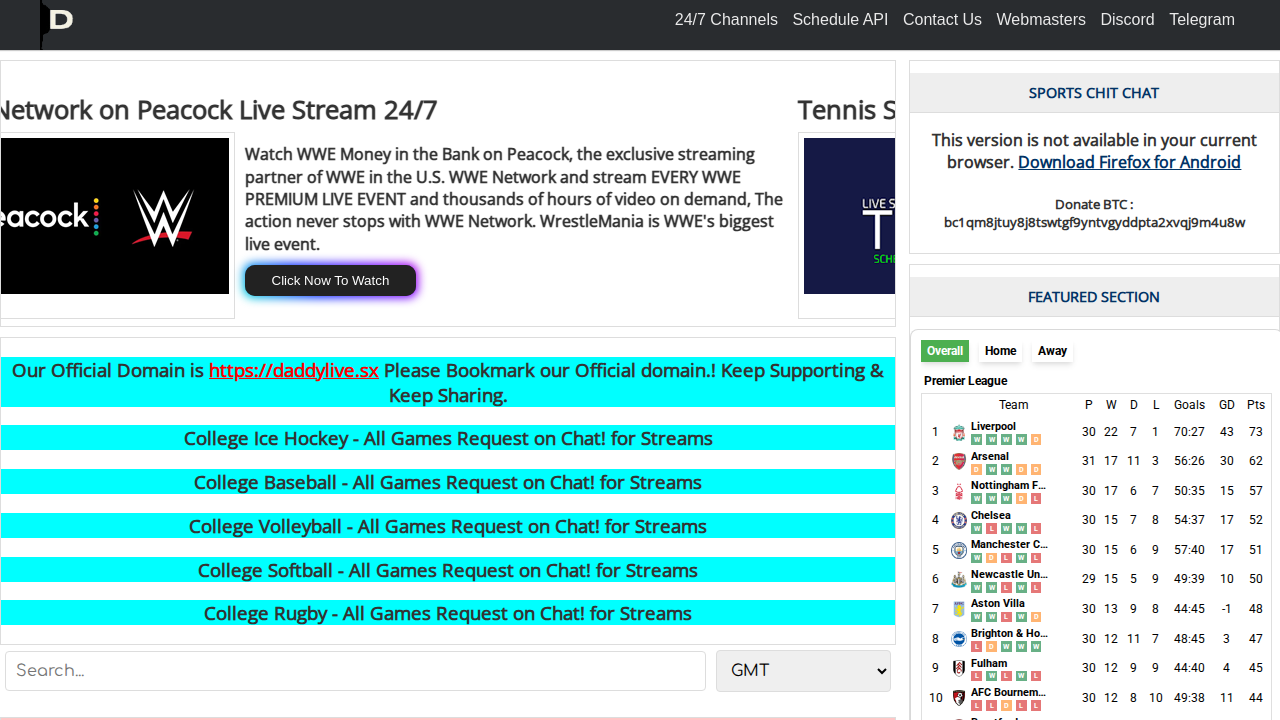 D
24/7 Channels Schedule API Contact Us Webmasters Discord Telegram
Network on Peacock Live Stream 24/7
eacock W
Watch WWE Money in the Bank on Peacock, the exclusive streaming
partner of WWE in the U.S. WWE Network and stream EVERY WWE
PREMIUM LIVE EVENT and thousands of hours of video on demand, The
action never stops with WWE Network. WrestleMania is WWE's biggest
live event.
Click Now To Watch
Tennis S
LIVE S
T
SCHE
Our Official Domain is https://daddylive.sx Please Bookmark our Official domain.! Keep Supporting &
Keep Sharing.
College Ice Hockey - All Games Request on Chat! for Streams
College Baseball - All Games Request on Chat! for Streams
College Volleyball - All Games Request on Chat! for Streams
College Softball - All Games Request on Chat! for Streams
College Rugby - All Games Request on Chat! for Streams
Search...
GMT
SPORTS CHIT CHAT
This version is not available in your current
browser. Download Firefox for Android
Donate BTC :
bc1qm8jtuy8j8tswtgf9yntvgyddpta2xvqj9m4u8w
FEATURED SECTION
Overall Home Away
Premier League
Team P W D L Goals GD Pts
1 Liverpool 30 22 7 1 70:27 43 73
W W W W D
2 Arsenal 31 17 11 3 56:26 30 62
D W W D D
3 Nottingham F... 30 17 6 7 50:35 15 57
W W W D L
4 Chelsea 30 15 7 8 54:37 17 52
W L W W L
5 Manchester C... 30 15 6 9 57:40 17 51
W D L W L
6 Newcastle Un... 29 15 5 9 49:39 10 50
W W L W L
7 Aston Villa 30 13 9 8 44:45 -1 48
W W L W D
8 Brighton & Ho... 30 12 11 7 48:45 3 47
L D W W W
9 Fulham 30 12 9 9 44:40 4 45
L W L W L
10 AFC Bournem... 30 12 8 10 49:38 11 44
L L D L L